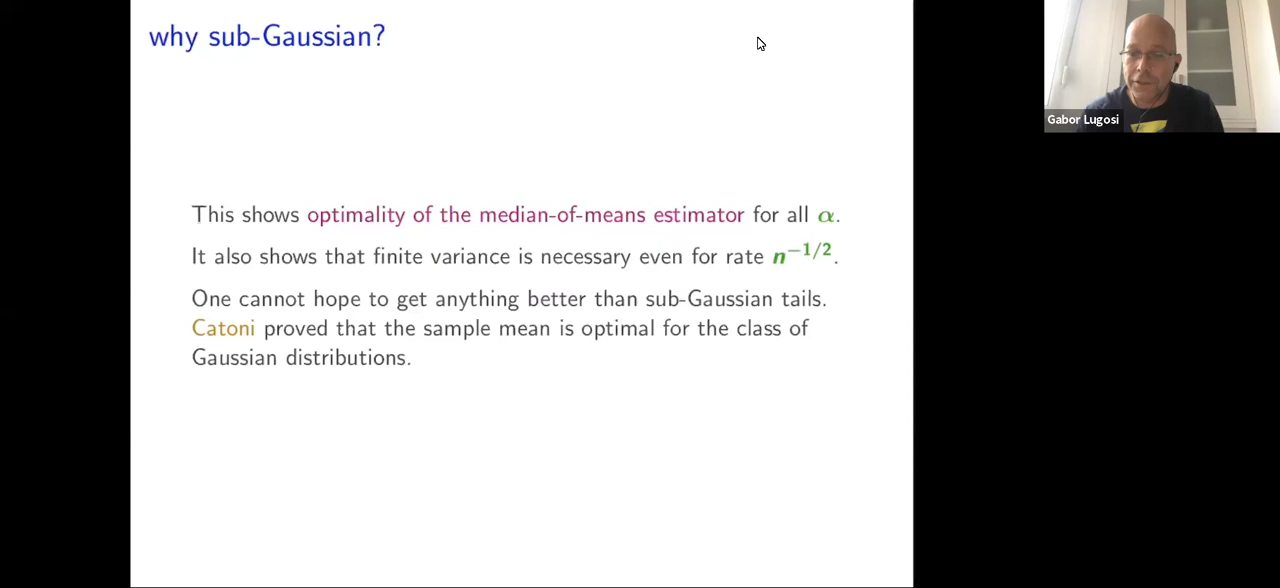 why sub-Gaussian?
Gabor Lugosi
This shows optimality of the median-of-means estimator for all α.
It also shows that finite variance is necessary even for rate n⁻¹/².
One cannot hope to get anything better than sub-Gaussian tails.
Catoni proved that the sample mean is optimal for the class of
Gaussian distributions.